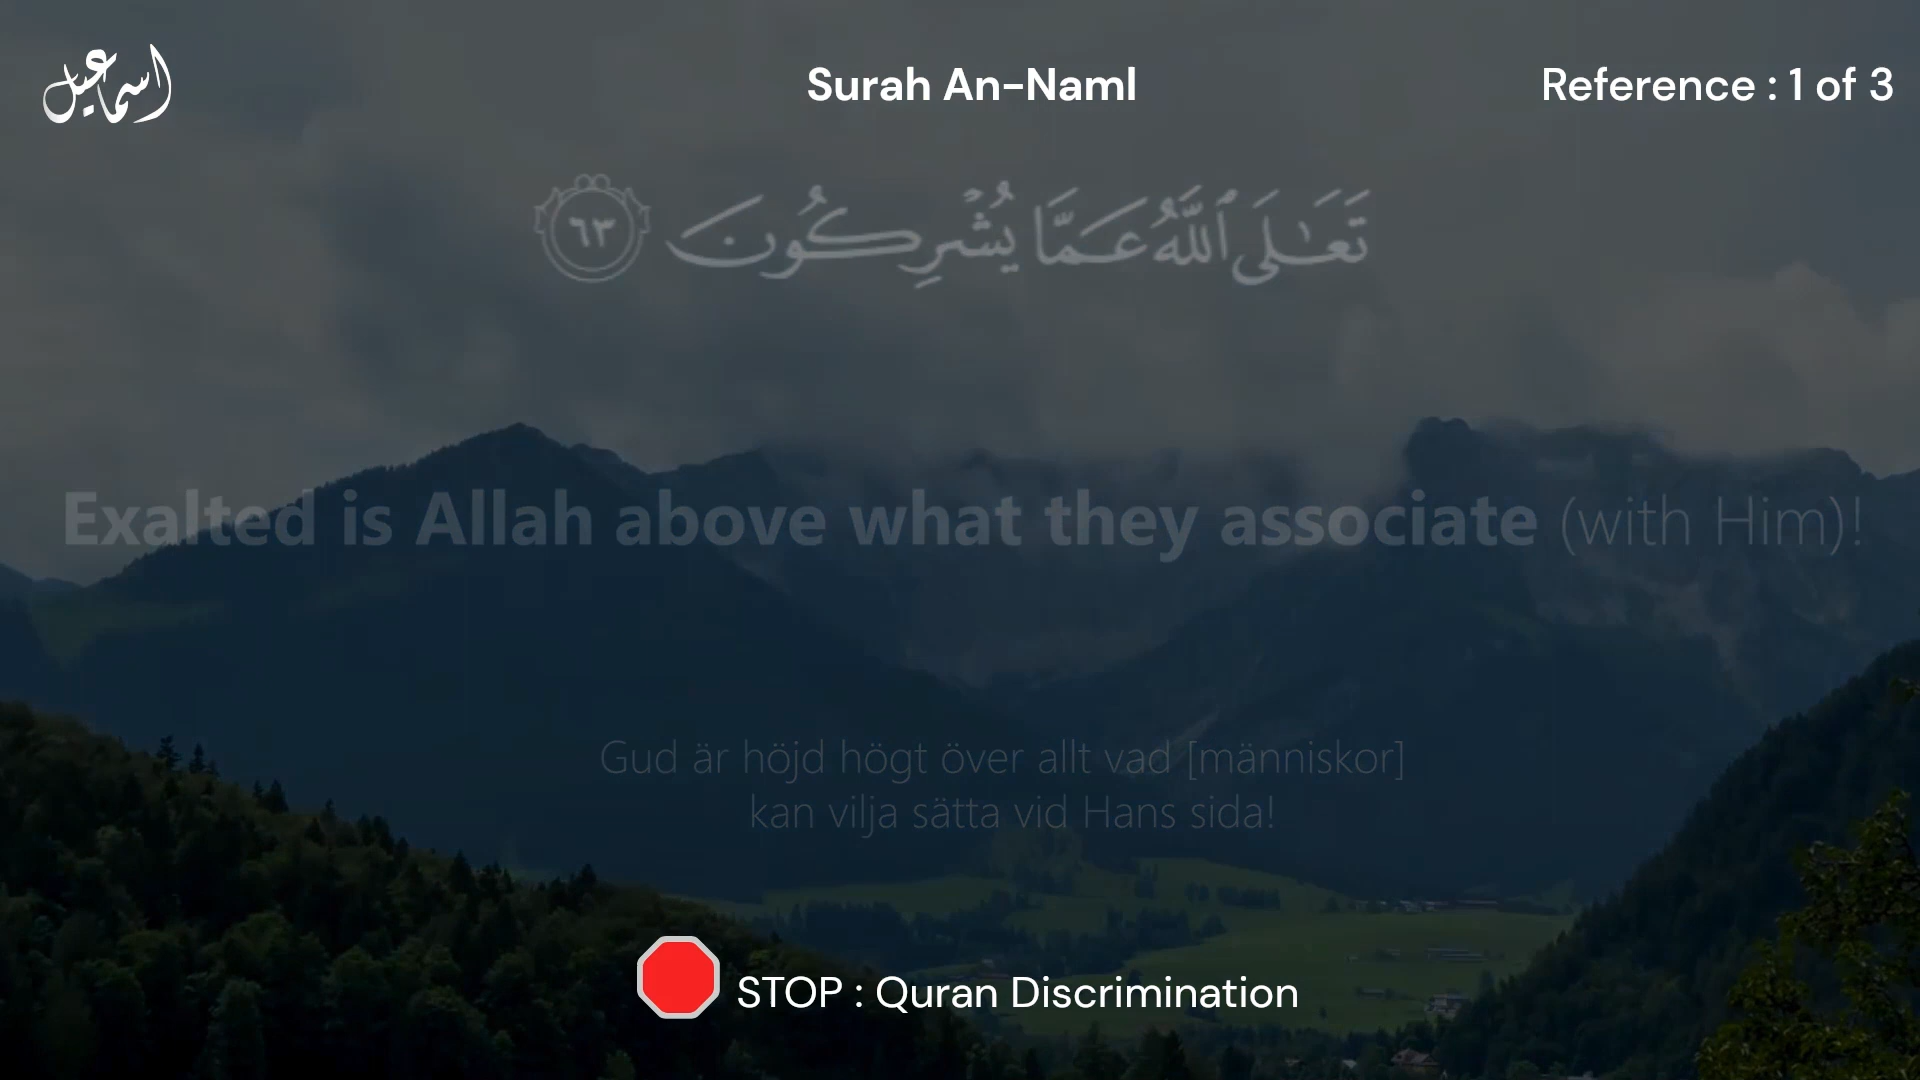 اسماعيل
Surah An-Naml
Reference : 1 of 3
تَعَٰلَى ٱللَّهُ عَمَّا يُشْرِكُونَ ٦٣
Exalted is Allah above what they associate (with Him)!
Gud är höjd högt över allt vad [människor]
kan vilja sätta vid Hans sida!
STOP : Quran Discrimination